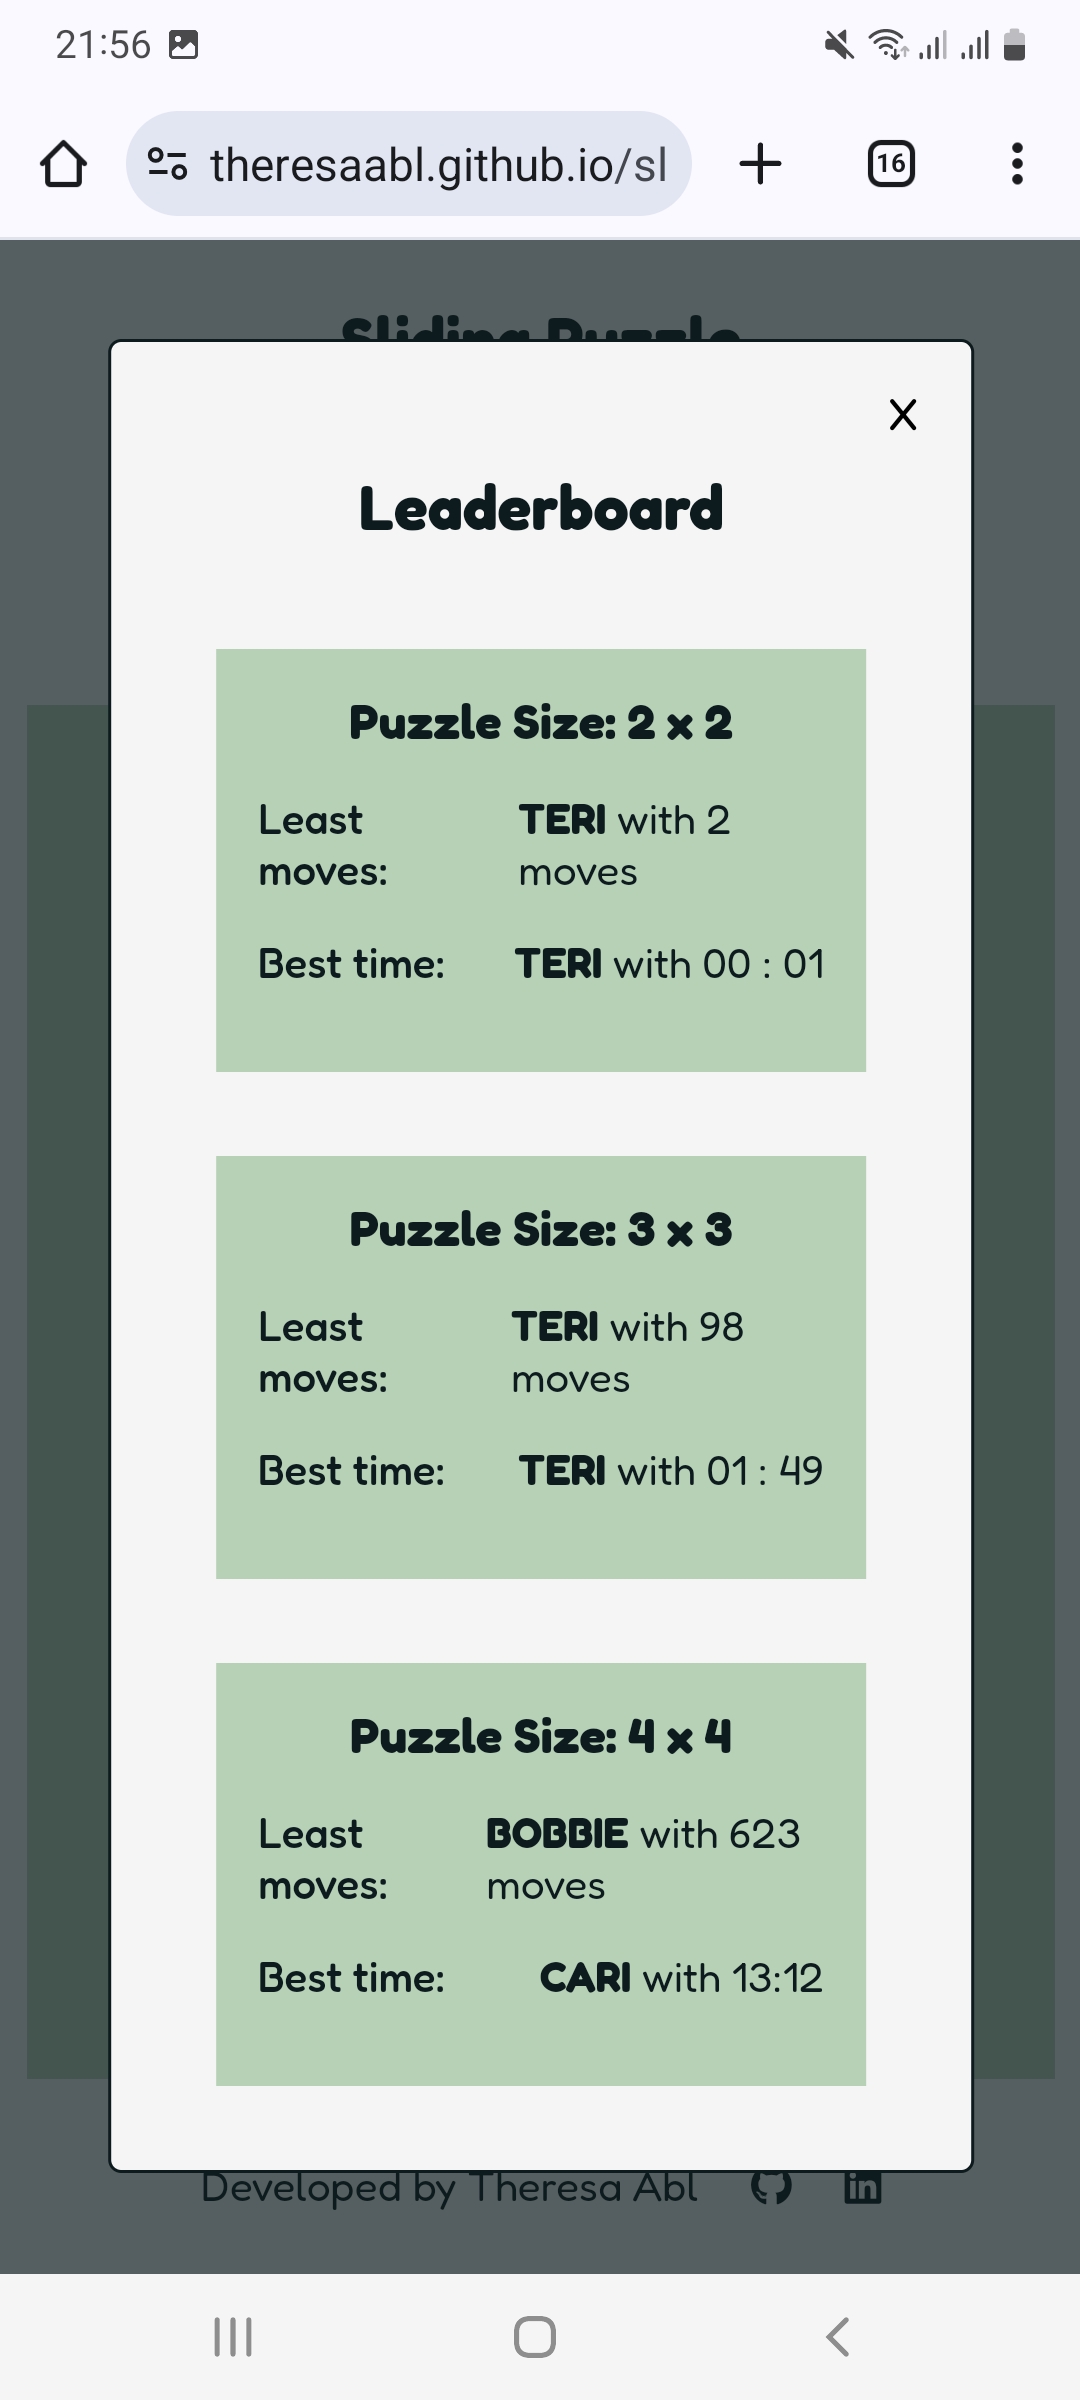 21:56
theresaabl.github.io/sl
16
Sliding Puzzle
X
Leaderboard
Puzzle Size: 2 x 2
Least moves:
TERI with 2 moves
Best time: TERI with 00 : 01
Puzzle Size: 3 x 3
Least moves:
TERI with 98 moves
Best time: TERI with 01 : 49
Puzzle Size: 4 x 4
Least moves:
BOBBIE with 623 moves
Best time: CARI with 13:12
Developed by Theresa Abl